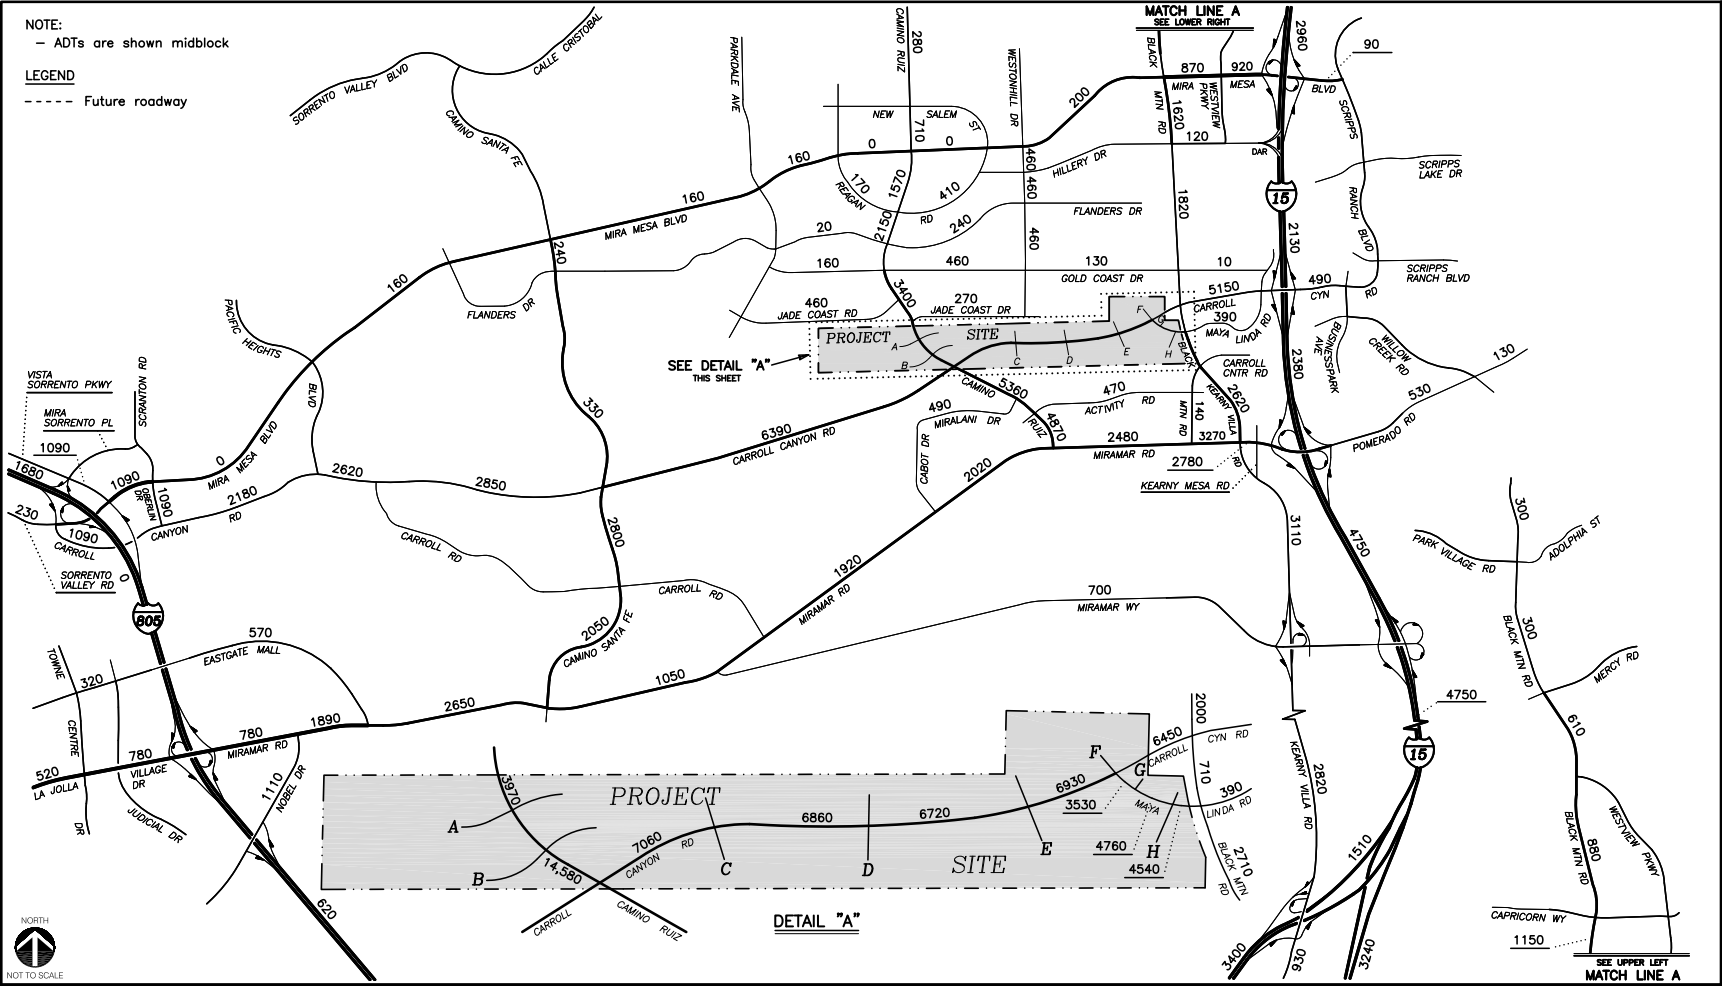 NOTE:
– ADTs are shown midblock
LEGEND
----- Future roadway
SORRENTO VALLEY BLVD
CALLE CRISTOBAL
CAMINO SANTA FE
PARKDALE AVE
CAMINO RUIZ
280
WESTONHILL DR
MATCH LINE A
SEE LOWER RIGHT
BLACK
MTN RD
870
920
MIRA
MESA
BLVD
WESTVIEW
PKWY
2960
90
SCRIPPS
RANCH
BLVD
200
1620
120
DAR
NEW
SALEM
ST
710
0
0
160
460
460
HILLERY DR
SCRIPPS
LAKE DR
15
170
REAGAN
RD
410
1570
2150
160
MIRA MESA BLVD
20
240
FLANDERS DR
1820
2130
460
240
160
160
460
130
10
GOLD COAST DR
SCRIPPS
RANCH BLVD
3400
FLANDERS DR
460
JADE COAST RD
270
JADE COAST DR
5150
CARROLL
490
CYN
RD
390
MAYA
LINDA RD
F
G
PROJECT
SITE
A
B
C
D
E
H
SEE DETAIL "A"
THIS SHEET
BLACK
MTN RD
PACIFIC
HEIGHTS
BLVD
2380
BUSINESSPARK
AVE
WILLOW
CREEK RD
130
CARROLL
CNTR RD
530
POMERADO RD
VISTA
SORRENTO PKWY
MIRA
SORRENTO PL
SCRANTON RD
1090
1680
1090
0
MIRA
MESA BLVD
1090
OBERLIN
DR
230
1090
CARROLL
CANYON
RD
2180
2620
2850
330
6390
CARROLL CANYON RD
CAMINO
RUIZ
5360
4870
470
ACTIVITY RD
490
MIRALANI DR
CABOT DR
140
2620
KEARNY VILLA
RD
2480
MIRAMAR RD
3270
2780
KEARNY MESA RD
2020
SORRENTO
VALLEY RD
0
805
CARROLL RD
2800
1920
MIRAMAR RD
CARROLL RD
3110
4750
300
PARK VILLAGE RD
ADOLPHIA ST
700
MIRAMAR WY
2050
CAMINO SANTA FE
300
BLACK MTN RD
MERCY RD
TOWNE
CENTRE
DR
570
EASTGATE MALL
320
1050
2650
1890
780
MIRAMAR RD
780
VILLAGE
DR
520
LA JOLLA
JUDICIAL DR
1110
NOBEL DR
620
4750
15
610
2000
6450
CARROLL
CYN RD
F
G
710
KEARNY VILLA RD
2820
3970
PROJECT
A
6930
3530
MAYA
390
LINDA RD
6860
6720
7060
CANYON
RD
B
14,580
C
D
SITE
E
4760
H
4540
2710
BLACK MTN
RD
1510
BLACK MTN RD
880
WESTVIEW PKWY
CARROLL
CAMINO
RUIZ
DETAIL "A"
CAPRICORN WY
1150
3400
930
3240
NORTH
NOT TO SCALE
SEE UPPER LEFT
MATCH LINE A